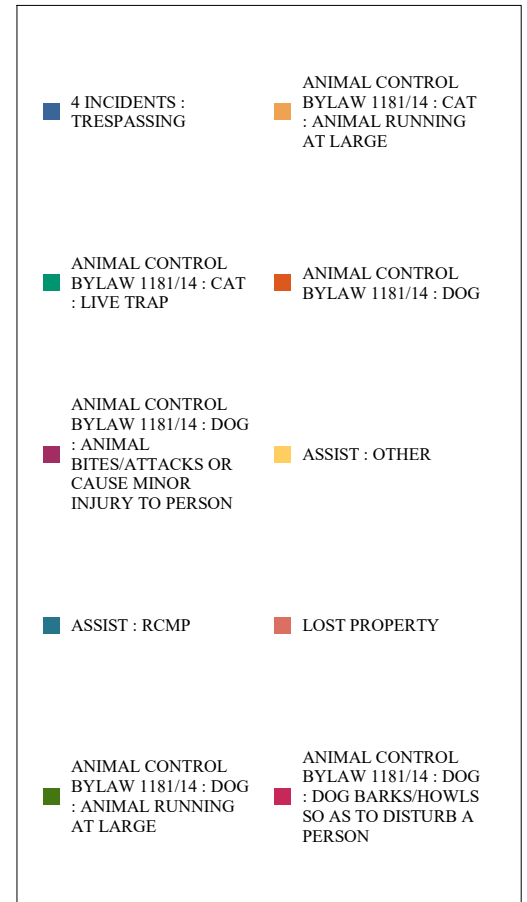 4 INCIDENTS :
TRESPASSING
ANIMAL CONTROL
BYLAW 1181/14 : CAT
: ANIMAL RUNNING
AT LARGE
ANIMAL CONTROL
BYLAW 1181/14 : CAT
: LIVE TRAP
ANIMAL CONTROL
BYLAW 1181/14 : DOG
ANIMAL CONTROL
BYLAW 1181/14 : DOG
: ANIMAL
BITES/ATTACKS OR
CAUSE MINOR
INJURY TO PERSON
ASSIST : OTHER
ASSIST : RCMP
LOST PROPERTY
ANIMAL CONTROL
BYLAW 1181/14 : DOG
: ANIMAL RUNNING
AT LARGE
ANIMAL CONTROL
BYLAW 1181/14 : DOG
: DOG BARKS/HOWLS
SO AS TO DISTURB A
PERSON